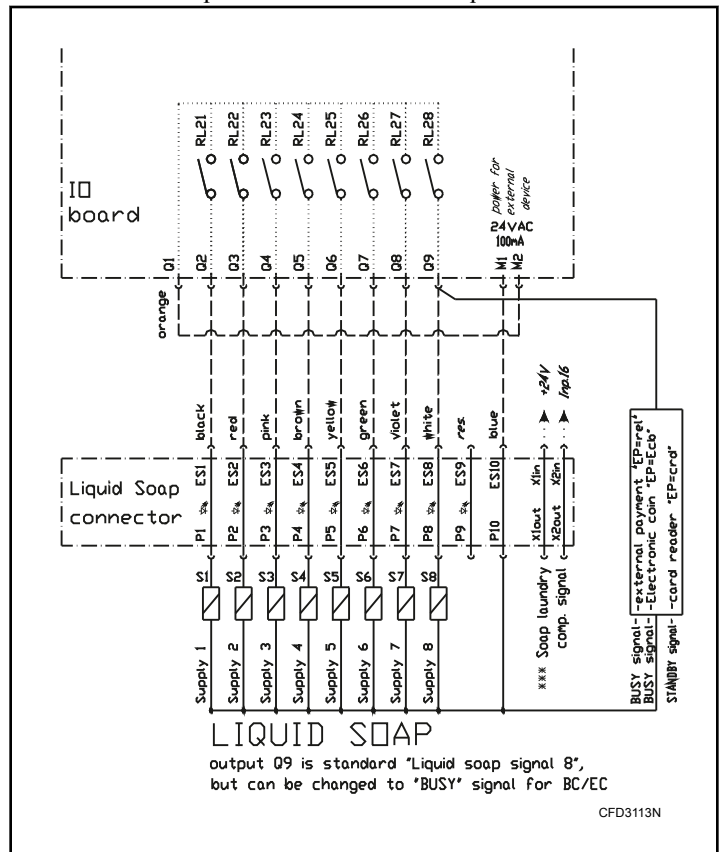 RL21
RL22
RL23
RL24
RL25
RL26
RL27
RL28
IO
board
power for
external
device
24VAC
100mA
Q1
Q2
Q3
Q4
Q5
Q6
Q7
Q8
Q9
M1
M2
orange
black
red
pink
brown
yellow
green
violet
white
res.
blue
+24V
Inp.16
Liquid Soap
connector
ES1
ES2
ES3
ES4
ES5
ES6
ES7
ES8
ES9
ES10
X1in
X2in
P1
P2
P3
P4
P5
P6
P7
P8
P9
P10
X1out
X2out
S1
S2
S3
S4
S5
S6
S7
S8
Supply 1
Supply 2
Supply 3
Supply 4
Supply 5
Supply 6
Supply 7
Supply 8
*** Soap laundry
comp. signal
BUSY signal- -external payment "EP=rel"
BUSY signal- -Electronic coin "EP=Ecb"
STANDBY signal- -card reader "EP=crd"
LIQUID SOAP
output Q9 is standard "Liquid soap signal 8",
but can be changed to "BUSY" signal for BC/EC
CFD3113N